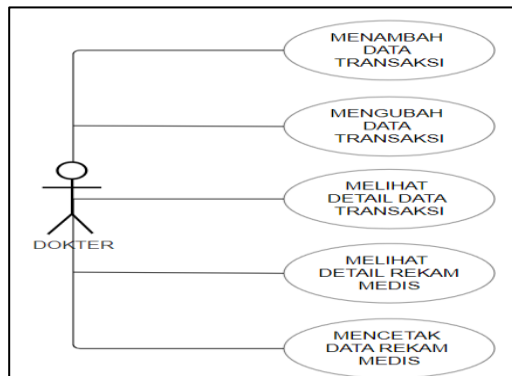 MENAMBAH
DATA
TRANSAKSI
MENGUBAH
DATA
TRANSAKSI
MELIHAT
DETAIL DATA
TRANSAKSI
DOKTER
MELIHAT
DETAIL REKAM
MEDIS
MENCETAK
DATA REKAM
MEDIS